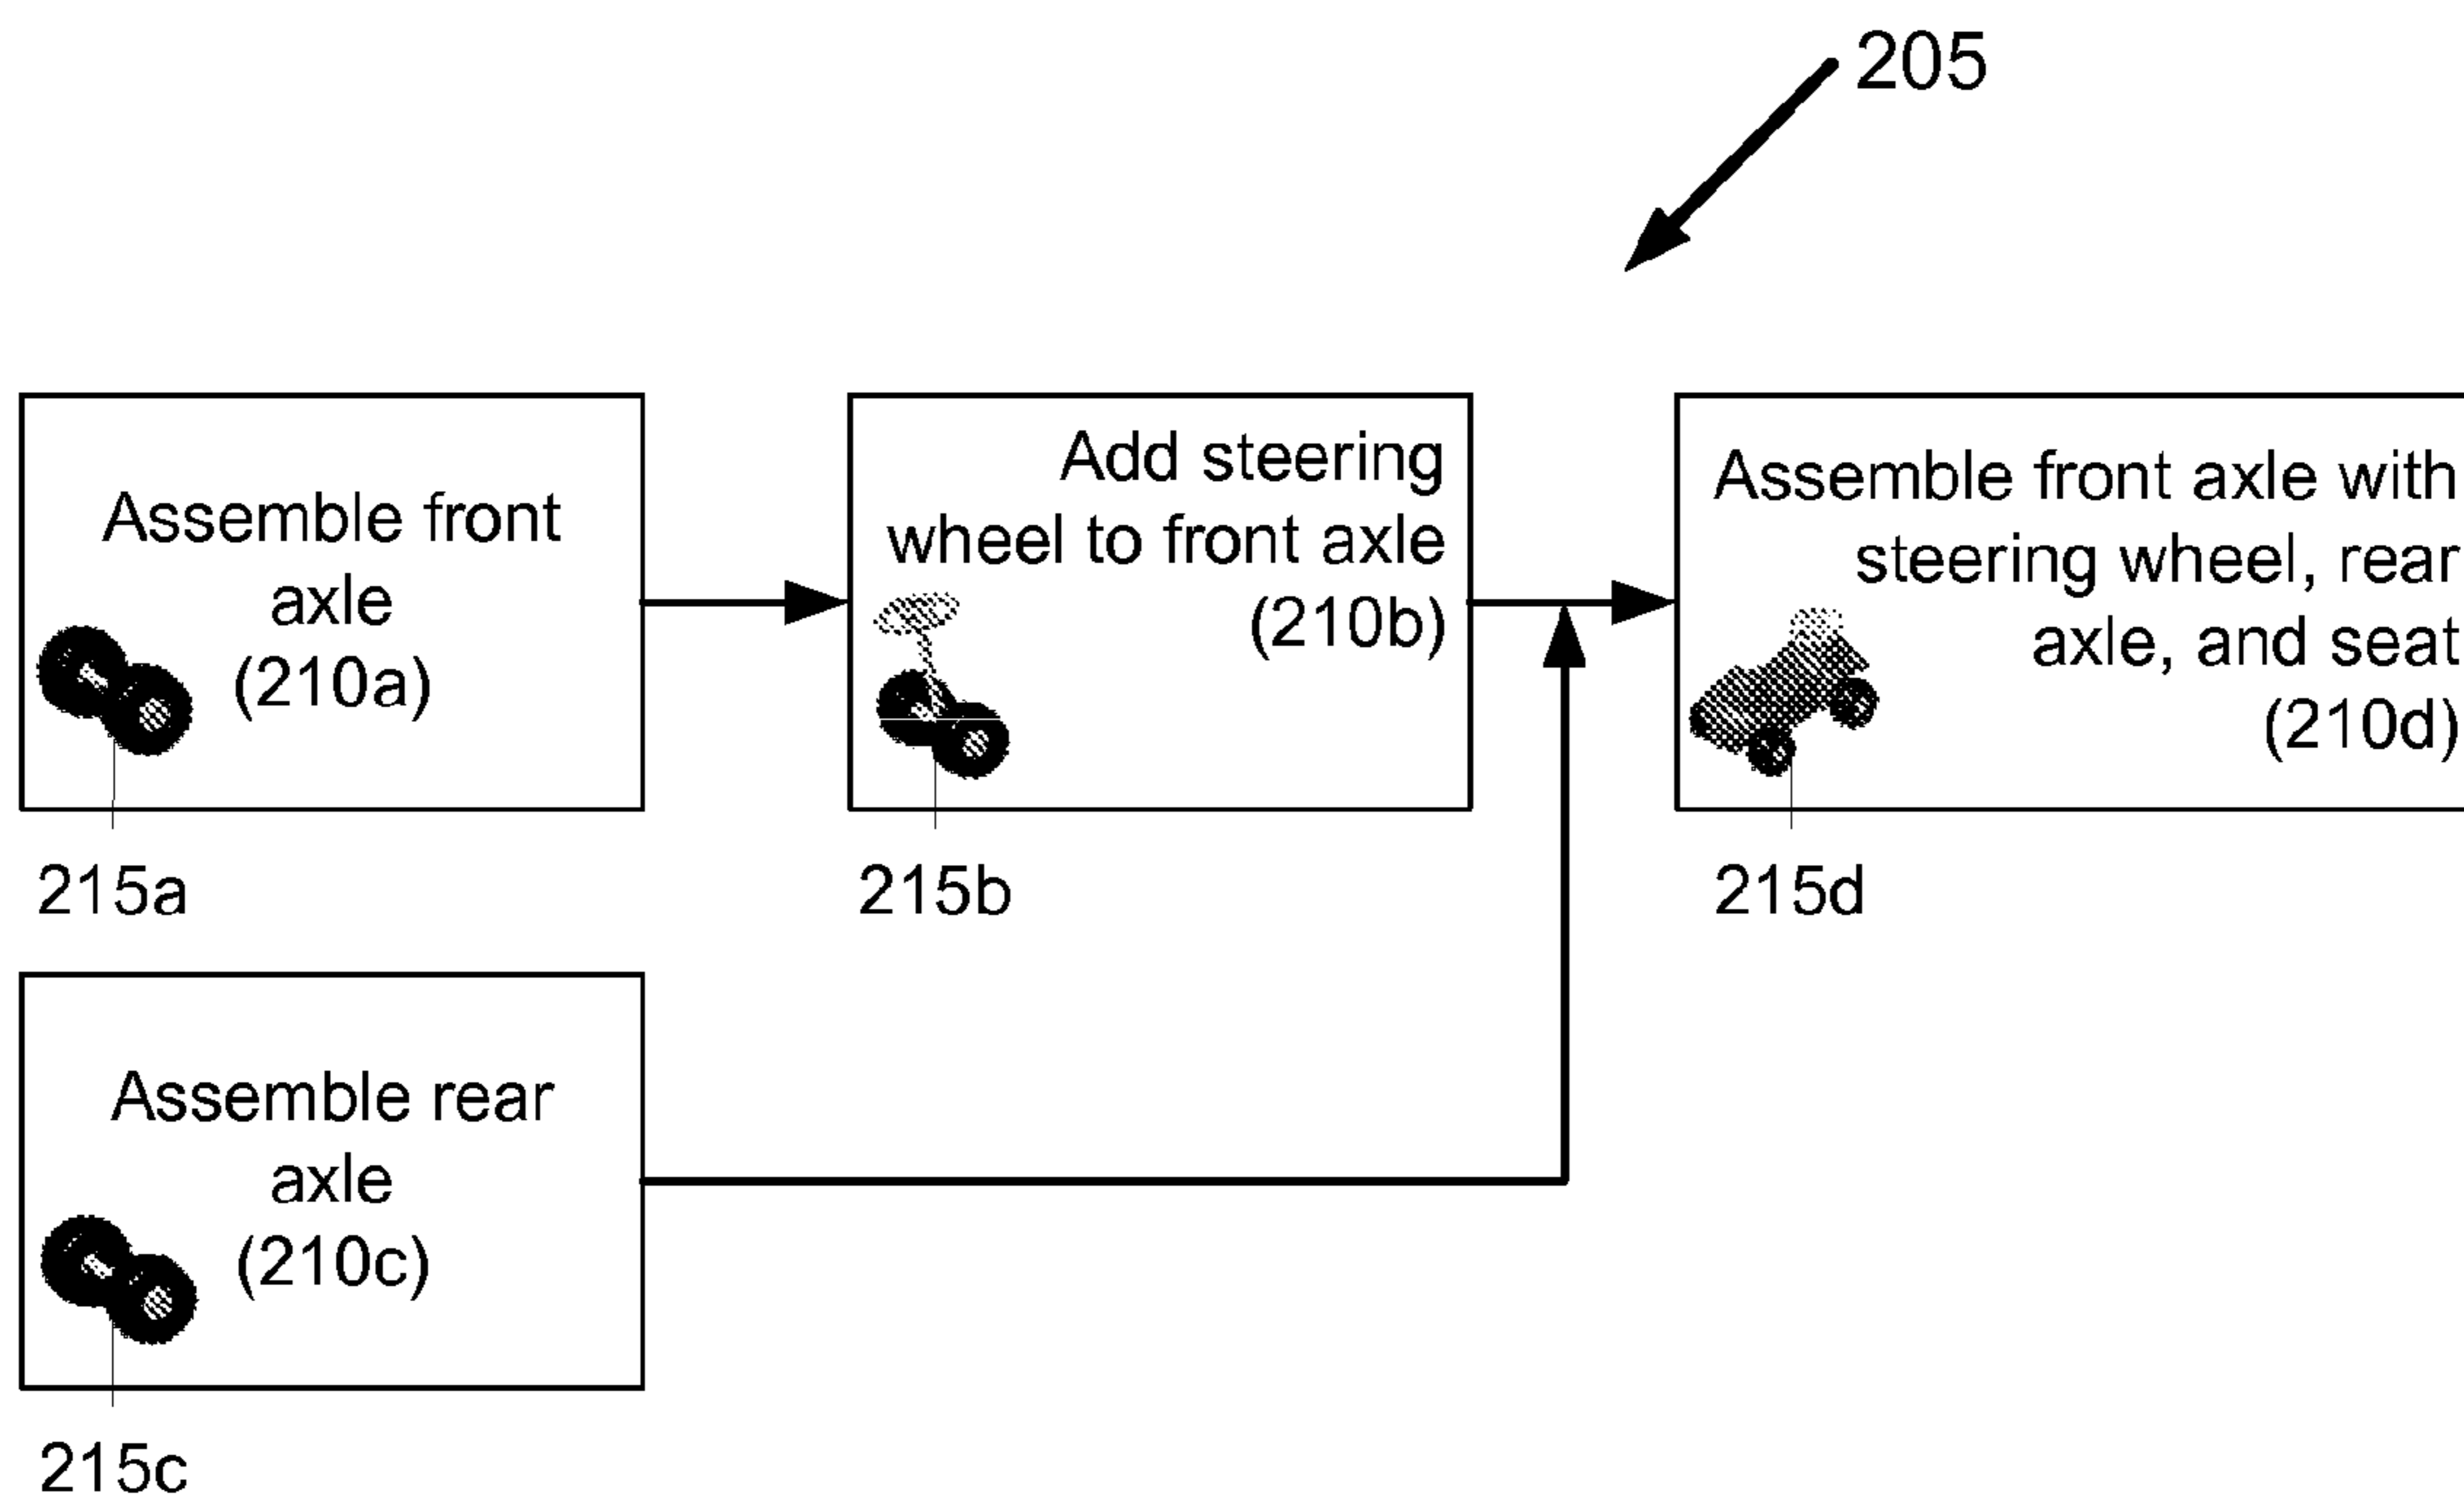 205
Assemble front
axle
(210a)
215a
Add steering
wheel to front axle
(210b)
215b
Assemble front axle with
steering wheel, rear
axle, and seat
(210d)
215d
Assemble rear
axle
(210c)
215c